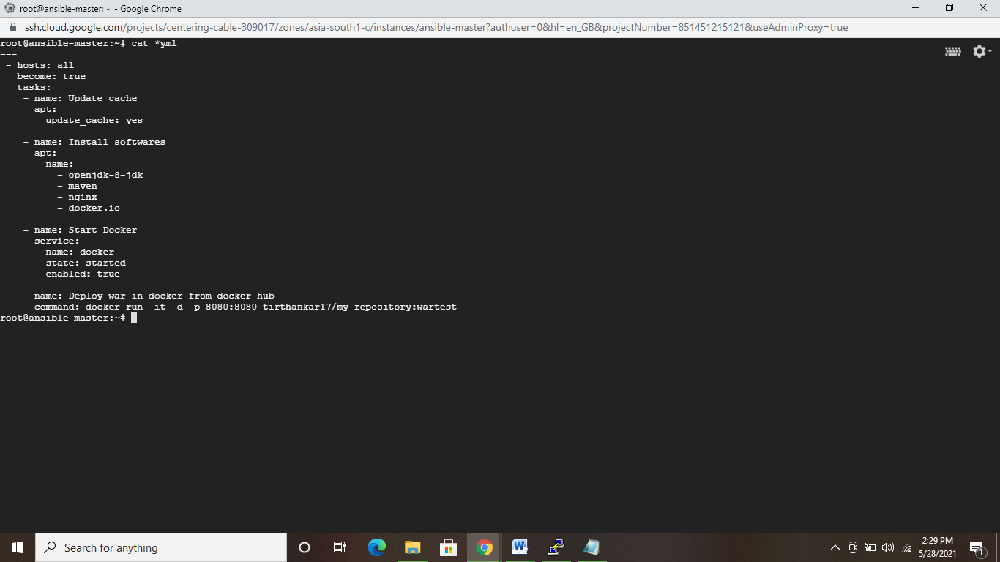 root@ansible-master: ~ - Google Chrome
ssh.cloud.google.com/projects/centering-cable-309017/zones/asia-south1-c/instances/ansible-master?authuser=0&hl=en_GB&projectNumber=851451215121&useAdminProxy=true
root@ansible-master:~# cat *yml
---
 - hosts: all
   become: true
   tasks:
    - name: Update cache
      apt:
        update_cache: yes

    - name: Install softwares
      apt:
        name:
          - openjdk-8-jdk
          - maven
          - nginx
          - docker.io

    - name: Start Docker
      service:
        name: docker
        state: started
        enabled: true

    - name: Deploy war in docker from docker hub
      command: docker run -it -d -p 8080:8080 tirthankar17/my_repository:wartest
root@ansible-master:~#
Search for anything
2:29 PM
5/28/2021
1